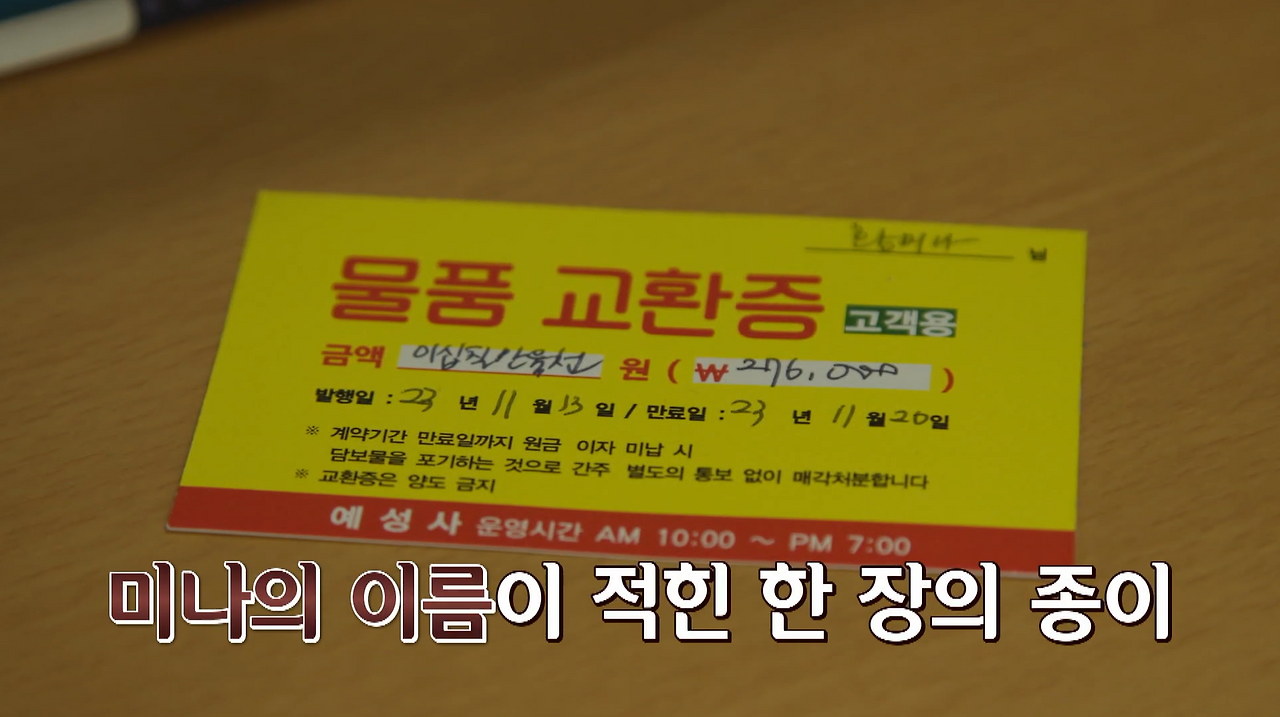 황미나 님
물품 교환증 고객용
금액 이십칠만육천 원 ( ₩ 276,000 )
발행일 : 23 년 11 월 13 일 / 만료일 : 23 년 11 월 20 일
※ 계약기간 만료일까지 원금 이자 미납 시
담보물을 포기하는 것으로 간주 별도의 통보 없이 매각처분합니다
※ 교환증은 양도 금지
예성사 운영시간 AM 10:00 ~ PM 7:00
미나의 이름이 적힌 한 장의 종이